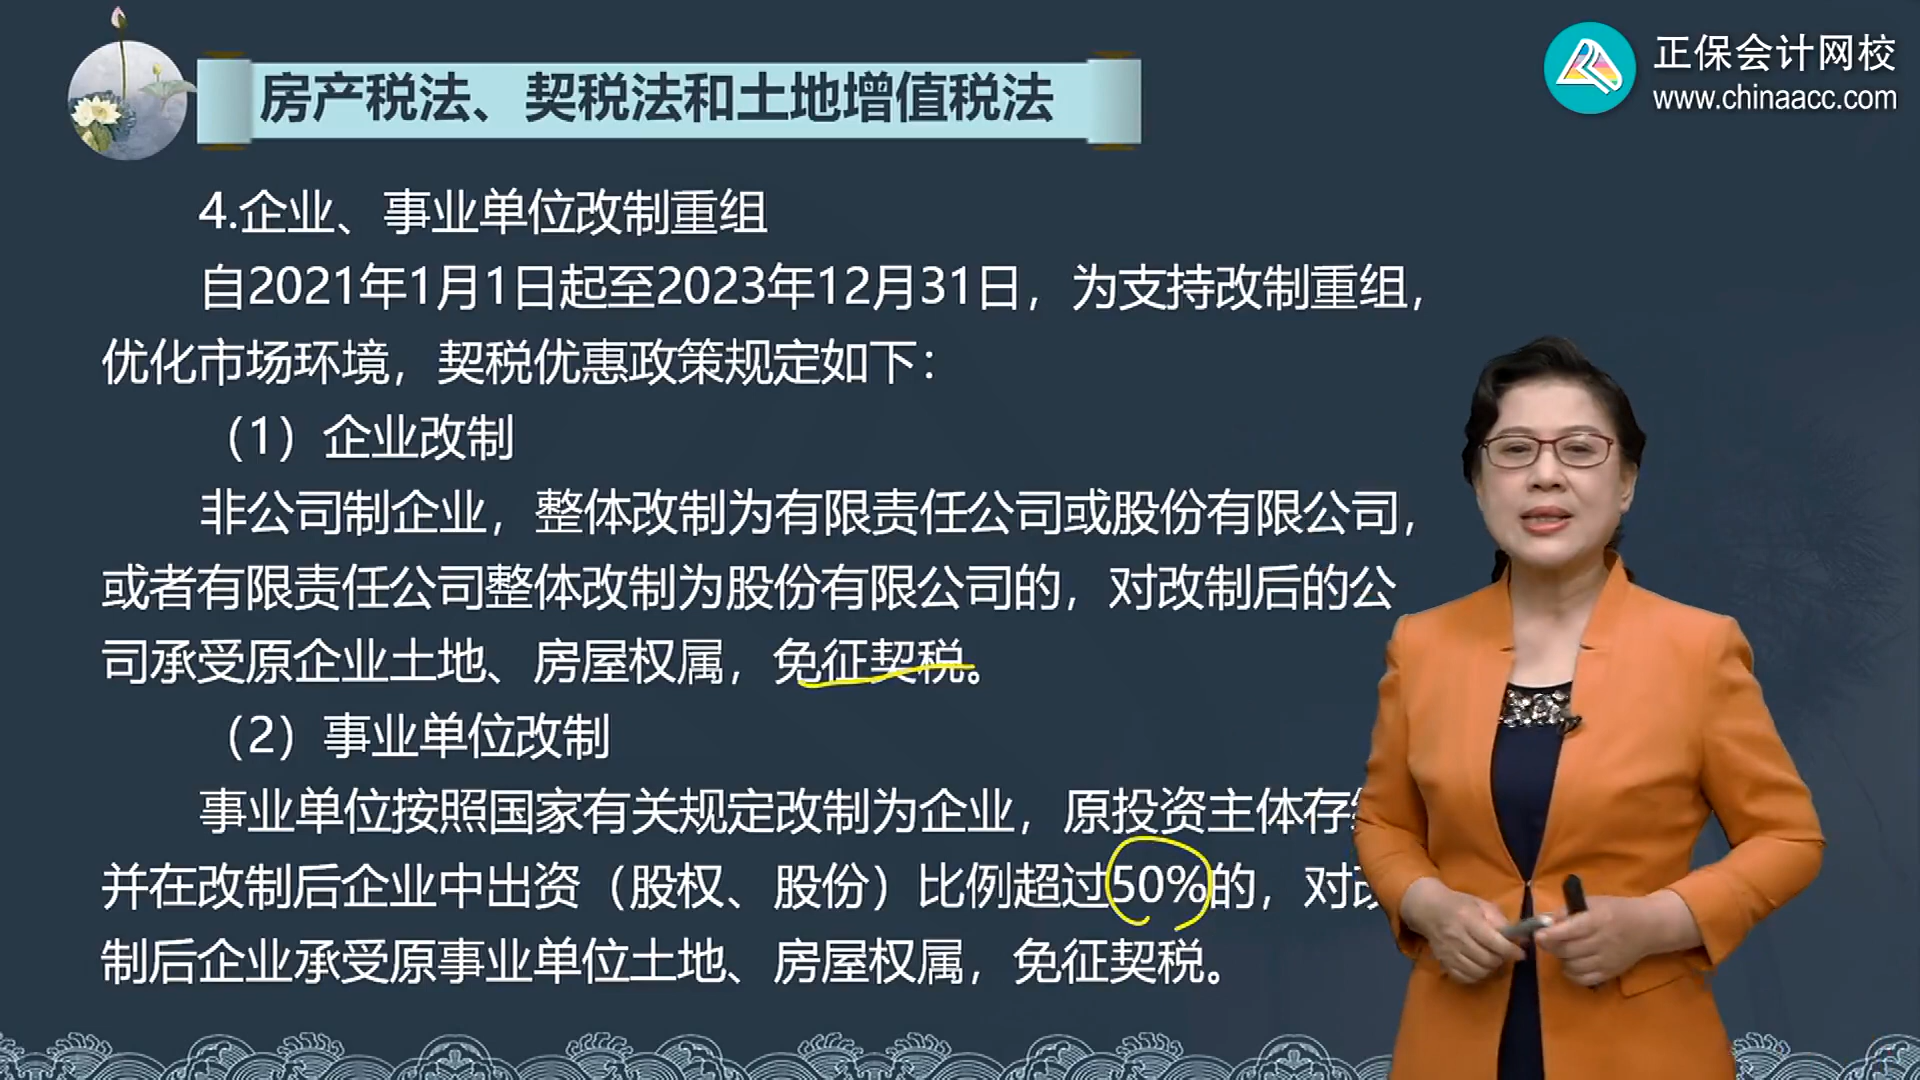 房产税法、契税法和土地增值税法
正保会计网校
www.chinaacc.com
4.企业、事业单位改制重组
自2021年1月1日起至2023年12月31日，为支持改制重组，
优化市场环境，契税优惠政策规定如下：
（1）企业改制
非公司制企业，整体改制为有限责任公司或股份有限公司，
或者有限责任公司整体改制为股份有限公司的，对改制后的公
司承受原企业土地、房屋权属，免征契税。
（2）事业单位改制
事业单位按照国家有关规定改制为企业，原投资主体存
并在改制后企业中出资（股权、股份）比例超过50%的，对
制后企业承受原事业单位土地、房屋权属，免征契税。